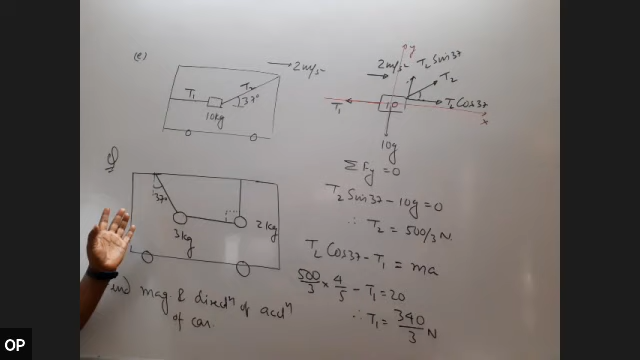 (e)
→ 2m/s²
T₁
T₂
37°
10kg
Q
37°
3kg
2kg
find mag. & directⁿ of accⁿ
of car.
y
2m/s²
T₂ Sin37
T₂
T₁
10
T₂ Cos37
x
10g
ΣFy = 0
T₂ Sin37 - 10g = 0
∴ T₂ = 500/3 N.
T₂ Cos37 - T₁ = ma
500/3 × 4/5 - T₁ = 20
∴ T₁ = 340/3 N
OP